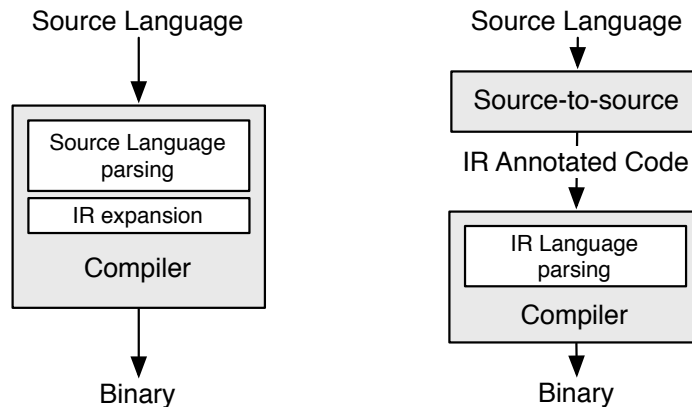 Source Language
Source Language
parsing
IR expansion
Compiler
Binary
Source Language
Source-to-source
IR Annotated Code
IR Language
parsing
Compiler
Binary